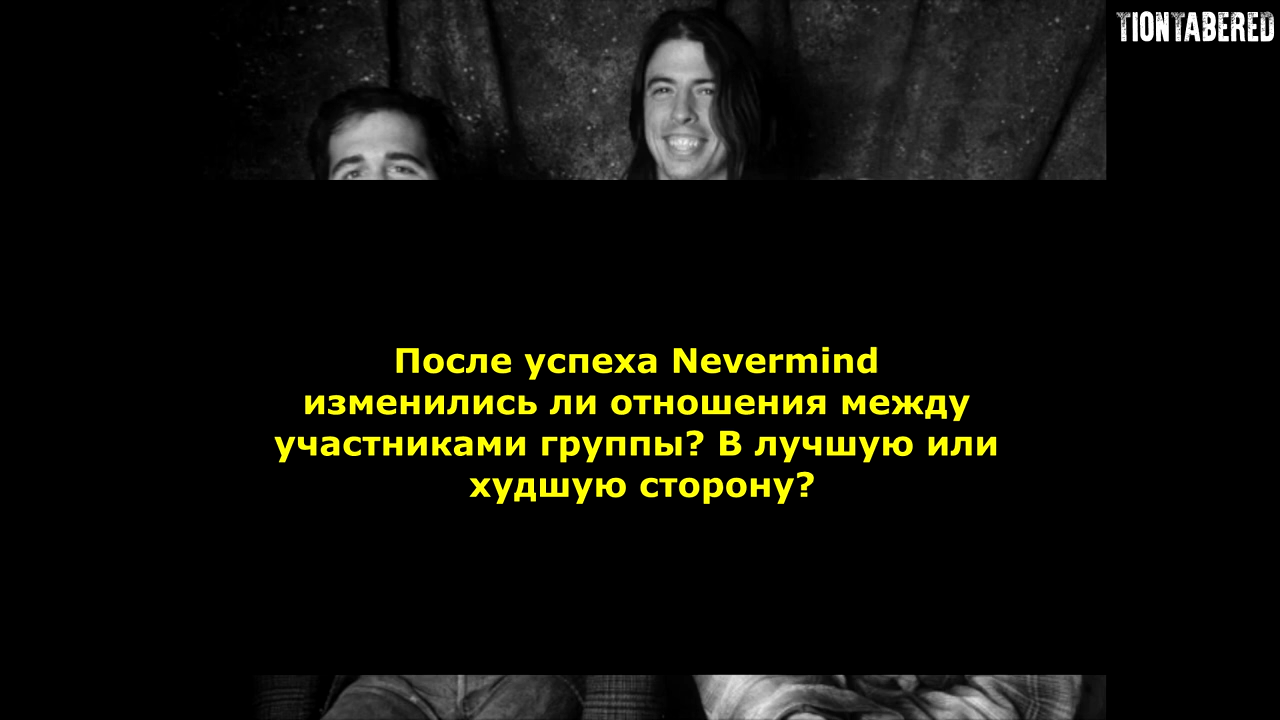 TIONTABERED
После успеха Nevermind
изменились ли отношения между
участниками группы? В лучшую или
худшую сторону?